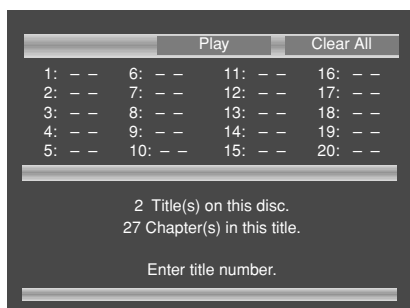 Play Clear All
1: – – 6: – – 11: – – 16: – –
2: – – 7: – – 12: – – 17: – –
3: – – 8: – – 13: – – 18: – –
4: – – 9: – – 14: – – 19: – –
5: – – 10: – – 15: – – 20: – –
2 Title(s) on this disc.
27 Chapter(s) in this title.
Enter title number.